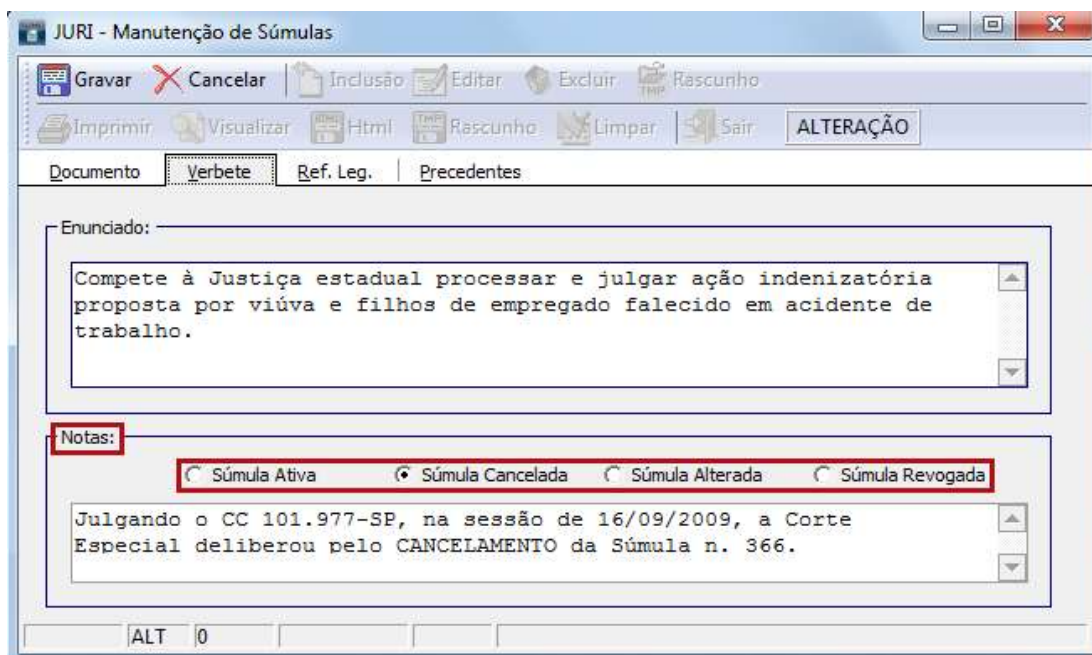 JURI - Manutenção de Súmulas
Gravar Cancelar Inclusão Editar Excluir Rascunho
Imprimir Visualizar Html Rascunho Limpar Sair ALTERAÇÃO
Documento Verbete Ref. Leg. Precedentes
Enunciado:
Compete à Justiça estadual processar e julgar ação indenizatória
proposta por viúva e filhos de empregado falecido em acidente de
trabalho.
Notas:
Súmula Ativa Súmula Cancelada Súmula Alterada Súmula Revogada
Julgando o CC 101.977-SP, na sessão de 16/09/2009, a Corte
Especial deliberou pelo CANCELAMENTO da Súmula n. 366.
ALT 0